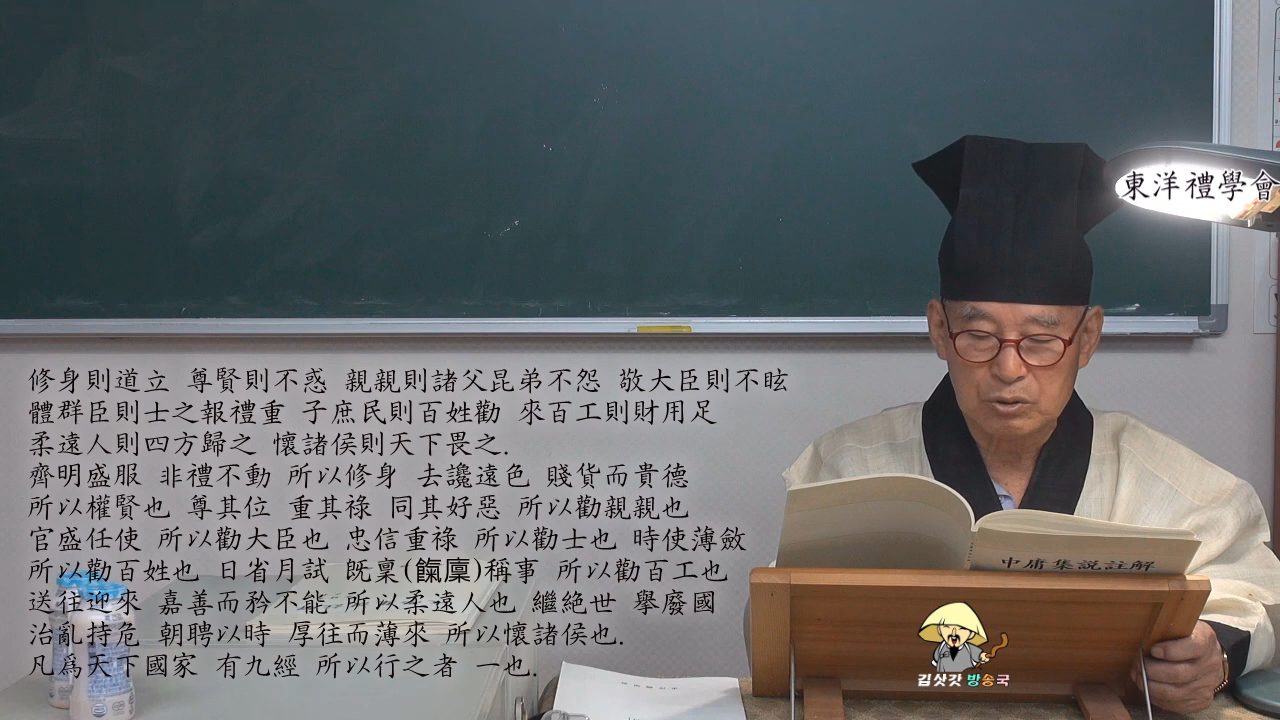 東洋禮學會
修身則道立 尊賢則不惑 親親則諸父昆弟不怨 敬大臣則不眩
體群臣則士之報禮重 子庶民則百姓勸 來百工則財用足
柔遠人則四方歸之 懷諸侯則天下畏之.
齊明盛服 非禮不動 所以修身 去讒遠色 賤貨而貴德
所以權賢也 尊其位 重其祿 同其好惡 所以勸親親也
官盛任使 所以勸大臣也 忠信重祿 所以勸士也 時使薄斂
所以勸百姓也 日省月試 旣稟(餼廩)稱事 所以勸百工也
送往迎來 嘉善而矜不能 所以柔遠人也 繼絶世 擧廢國
治亂持危 朝聘以時 厚往而薄來 所以懷諸侯也.
凡爲天下國家 有九經 所以行之者 一也.
中庸集說註解
김삿갓 방송국